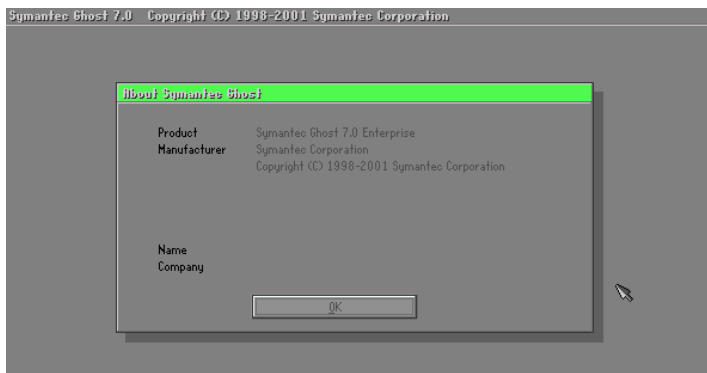 Symantec Ghost 7.0   Copyright (C) 1998-2001 Symantec Corporation
About Symantec Ghost
Product Symantec Ghost 7.0 Enterprise
Manufacturer Symantec Corporation
Copyright (C) 1998-2001 Symantec Corporation
Name
Company
OK